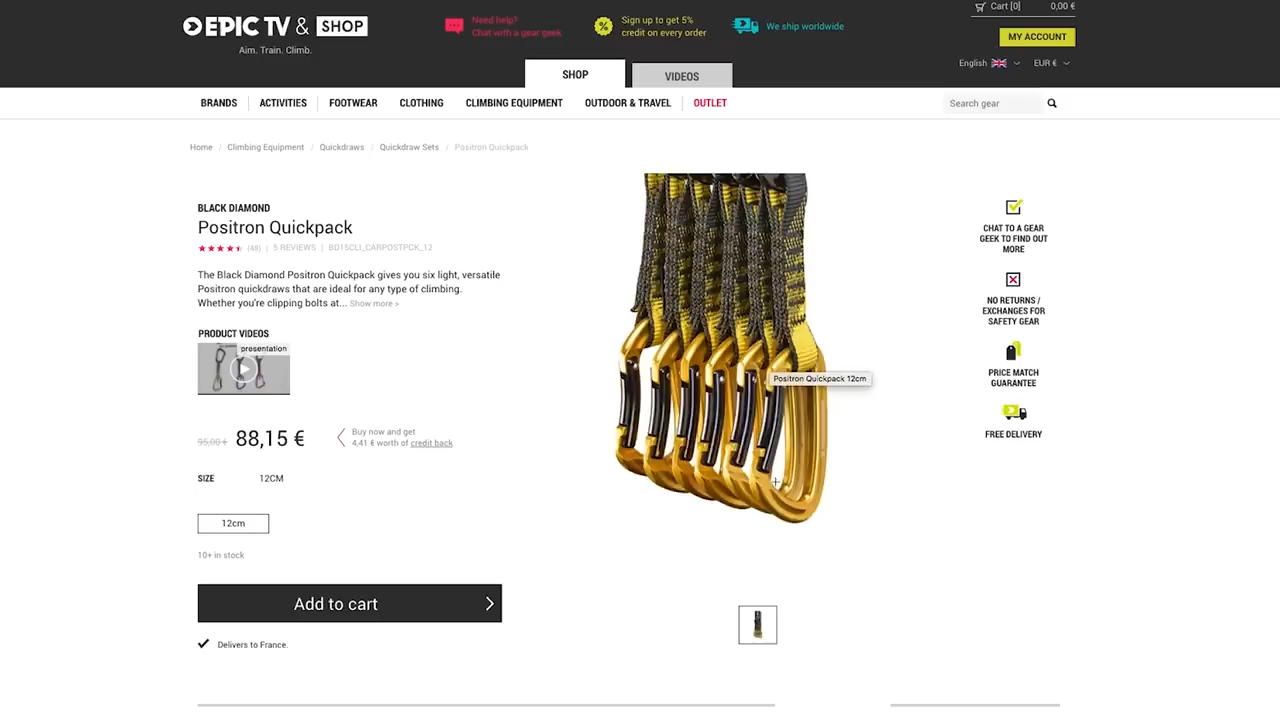 EPIC TV & SHOP
Aim. Train. Climb.
Need help?
Chat with a gear geek
Sign up to get 5%
credit on every order
We ship worldwide
Cart [0]
0,00 €
MY ACCOUNT
English
EUR €
SHOP
VIDEOS
BRANDS
ACTIVITIES
FOOTWEAR
CLOTHING
CLIMBING EQUIPMENT
OUTDOOR & TRAVEL
OUTLET
Search gear
Home / Climbing Equipment / Quickdraws / Quickdraw Sets / Positron Quickpack
BLACK DIAMOND
Positron Quickpack
(48) | 5 REVIEWS | BD15CLI_CARPOSTPCK_12
The Black Diamond Positron Quickpack gives you six light, versatile
Positron quickdraws that are ideal for any type of climbing.
Whether you're clipping bolts at... Show more >
PRODUCT VIDEOS
presentation
95,00 € 88,15 €
Buy now and get
4,41 € worth of credit back
SIZE
12CM
12cm
10+ in stock
Add to cart
Delivers to France.
Positron Quickpack 12cm
CHAT TO A GEAR
GEEK TO FIND OUT
MORE
NO RETURNS /
EXCHANGES FOR
SAFETY GEAR
PRICE MATCH
GUARANTEE
FREE DELIVERY